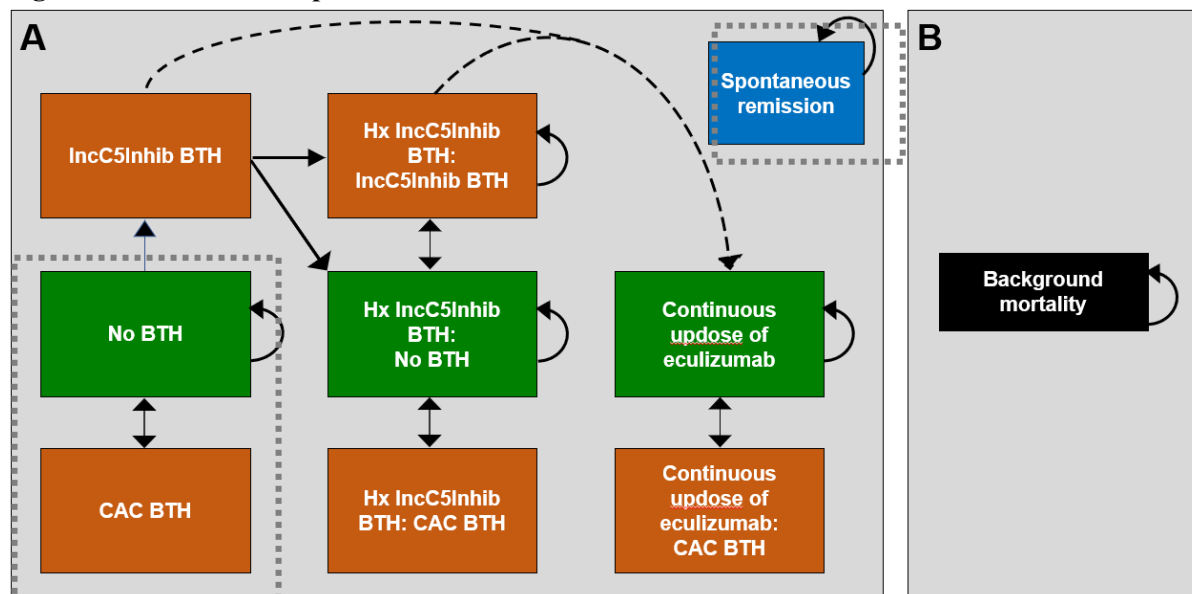 A
B
Spontaneous
remission
IncC5Inhib BTH
Hx IncC5Inhib
BTH:
IncC5Inhib BTH
No BTH
Hx IncC5Inhib
BTH:
No BTH
Continuous
updose of
eculizumab
Background
mortality
CAC BTH
Hx IncC5Inhib
BTH: CAC BTH
Continuous
updose of
eculizumab:
CAC BTH